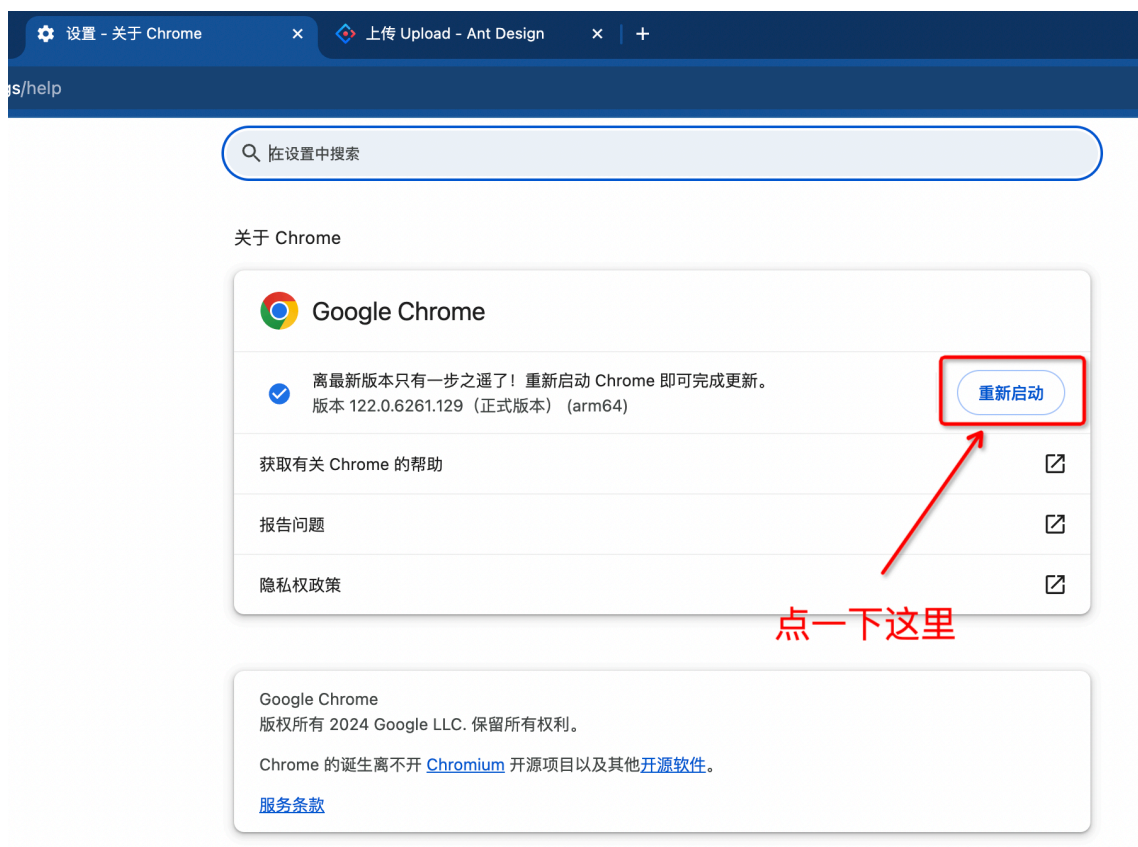 设置 - 关于 Chrome
上传 Upload - Ant Design
gs/help
在设置中搜索
关于 Chrome
Google Chrome
离最新版本只有一步之遥了！重新启动 Chrome 即可完成更新。
版本 122.0.6261.129（正式版本） (arm64)
重新启动
获取有关 Chrome 的帮助
报告问题
隐私权政策
点一下这里
Google Chrome
版权所有 2024 Google LLC. 保留所有权利。
Chrome 的诞生离不开 Chromium 开源项目以及其他开源软件。
服务条款